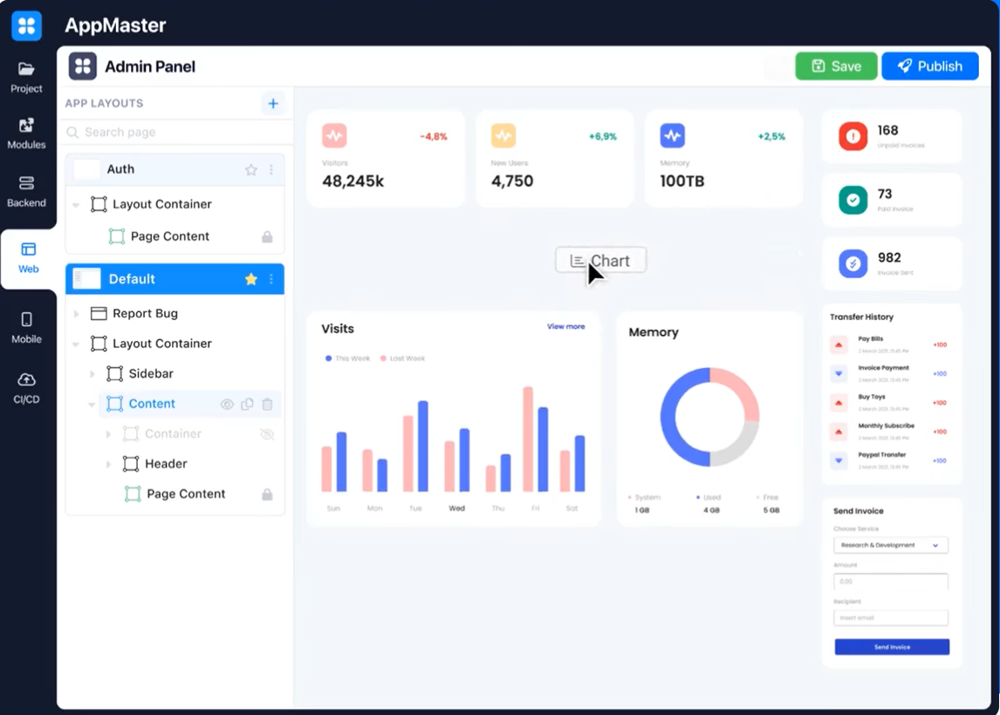 AppMaster
Project
Modules
Backend
Web
Mobile
CI/CD
Admin Panel
Save
Publish
APP LAYOUTS
Search page
Auth
Layout Container
Page Content
Default
Report Bug
Layout Container
Sidebar
Content
Container
Header
Page Content
-4,8%
Visitors
48,245k
+6,9%
New Users
4,750
+2,5%
Memory
100TB
Chart
Visits
View more
This Week
Last Week
Sun Mon Tue Wed Thu Fri Sat
Memory
System Used Free
1 GB 4 GB 5 GB
168
Unpaid Invoices
73
Paid Invoice
982
Invoice Sent
Transfer History
Pay Bills
+100
2 March 2021, 13:45 PM
Invoice Payment
+100
2 March 2021, 13:45 PM
Buy Toys
+100
2 March 2021, 13:45 PM
Monthly Subscribe
+100
2 March 2021, 13:45 PM
Paypal Transfer
+100
2 March 2021, 13:45 PM
Send Invoice
Choose Service
Research & Development
Amount
0.00
Recipient
Insert email
Send Invoice